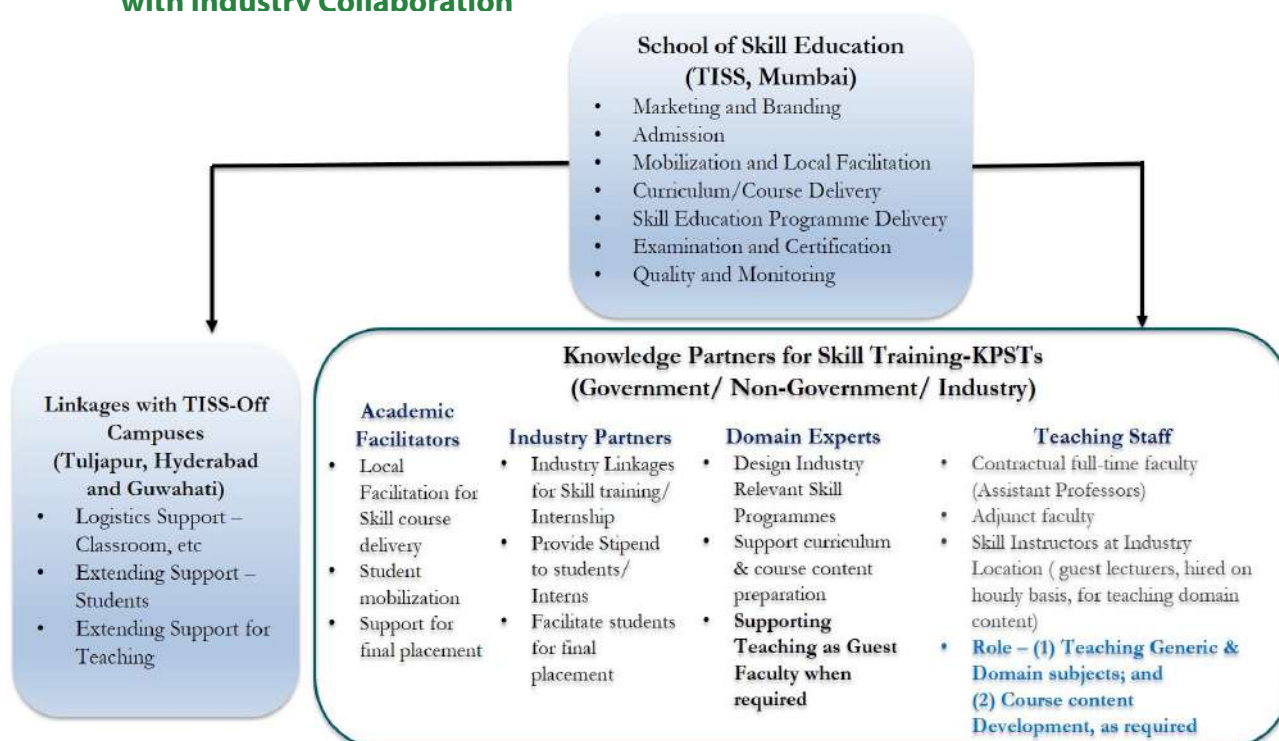 with Industry Collaboration
School of Skill Education
(TISS, Mumbai)
• Marketing and Branding
• Admission
• Mobilization and Local Facilitation
• Curriculum/Course Delivery
• Skill Education Programme Delivery
• Examination and Certification
• Quality and Monitoring
Linkages with TISS-Off
Campuses
(Tuljapur, Hyderabad
and Guwahati)
• Logistics Support –
Classroom, etc
• Extending Support –
Students
• Extending Support for
Teaching
Knowledge Partners for Skill Training-KPSTs
(Government/ Non-Government/ Industry)
Academic
Facilitators
• Local
Facilitation for
Skill course
delivery
• Student
mobilization
• Support for
final placement
Industry Partners
• Industry Linkages
for Skill training/
Internship
• Provide Stipend
to students/
Interns
• Facilitate students
for final
placement
Domain Experts
• Design Industry
Relevant Skill
Programmes
• Support curriculum
& course content
preparation
• Supporting
Teaching as Guest
Faculty when
required
Teaching Staff
• Contractual full-time faculty
(Assistant Professors)
• Adjunct faculty
• Skill Instructors at Industry
Location ( guest lecturers, hired on
hourly basis, for teaching domain
content)
• Role – (1) Teaching Generic &
Domain subjects; and
(2) Course content
Development, as required